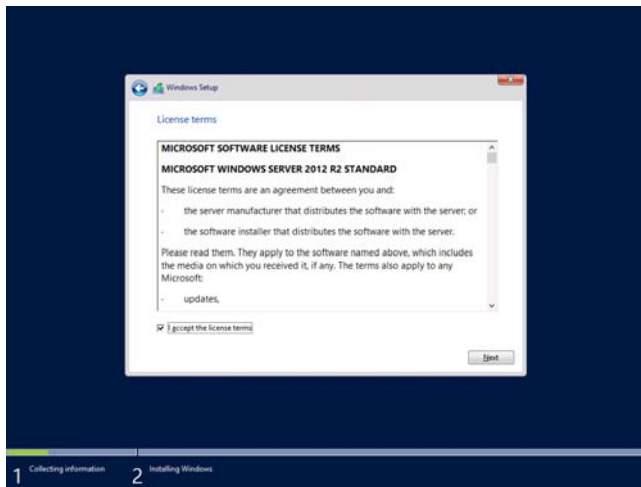 Windows Setup
License terms
MICROSOFT SOFTWARE LICENSE TERMS
MICROSOFT WINDOWS SERVER 2012 R2 STANDARD
These license terms are an agreement between you and:
· the server manufacturer that distributes the software with the server; or
· the software installer that distributes the software with the server.
Please read them. They apply to the software named above, which includes
the media on which you received it, if any. The terms also apply to any
Microsoft:
· updates,
I accept the license terms
Next
1 Collecting information 2 Installing Windows